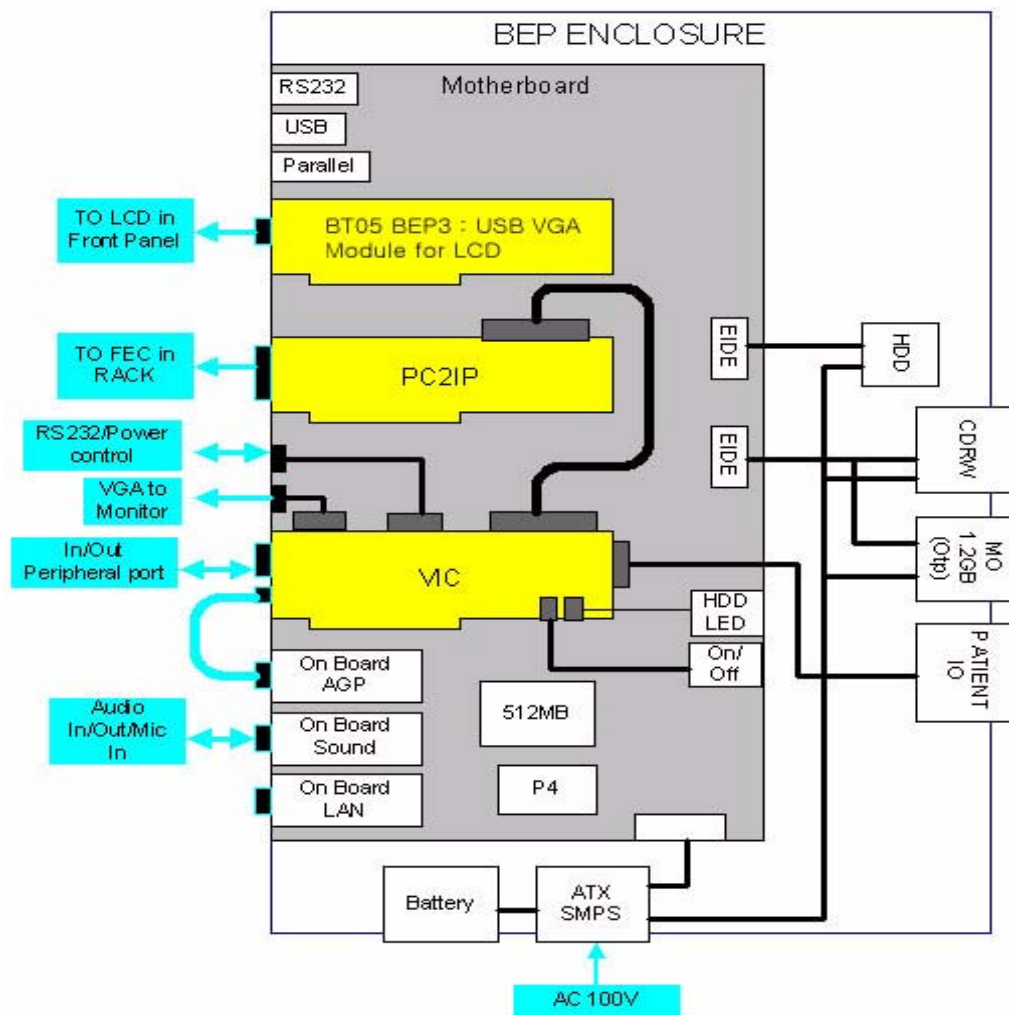 BEP ENCLOSURE
Motherboard
RS232
USB
Parallel
TO LCD in
Front Panel
BT05 BEP3 : USB VGA
Module for LCD
TO FEC in
RACK
PC2IP
EIDE
HDD
RS232/Power
control
EIDE
CDRW
VGA to
Monitor
In/Out
Peripheral port
VIC
MO
1.2GB
(Otp)
HDD
LED
On/
Off
PATIENT
IO
On Board
AGP
512MB
Audio
In/Out/Mic
In
On Board
Sound
On Board
LAN
P4
Battery
ATX
SMPS
AC 100V